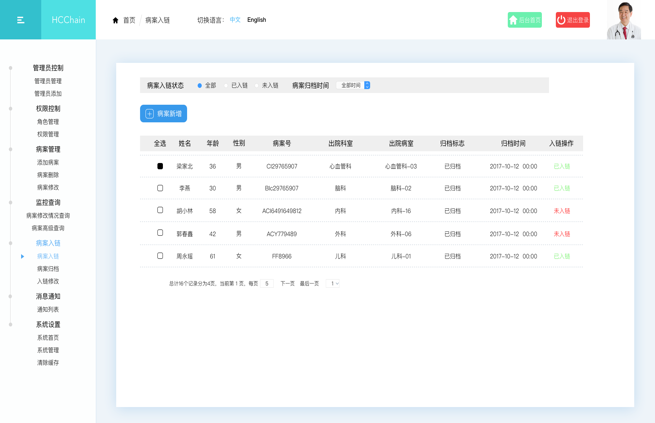 HCChain
首页
病案入链
切换语言：
中文
English
后台首页
退出登录
管理员控制
管理员管理
管理员添加
权限控制
角色管理
权限管理
病案管理
添加病案
病案删除
病案修改
监控查询
病案修改情况查询
病案高级查询
病案入链
病案入链
病案归档
入链修改
消息通知
通知列表
系统设置
系统首页
系统管理
清除缓存
病案入链状态 全部 已入链 未入链 病案归档时间 全部时间
病案新增
全选 姓名 年龄 性别 病案号 出院科室 出院病室 归档标志 归档时间 入链操作
梁家北 36 男 CI29765907 心血管科 心血管科-03 已归档 2017-10-12 00:00 已入链
李燕 30 男 Blc29765907 脑科 脑科-02 已归档 2017-10-12 00:00 已入链
胡小林 58 女 ACI6491649812 内科 内科-16 已归档 2017-10-12 00:00 未入链
郭春鑫 42 男 ACY779489 外科 外科-06 已归档 2017-10-12 00:00 未入链
周永瑶 61 女 FF8966 儿科 儿科-01 已归档 2017-10-12 00:00 已入链
总计16个记录分为4页，当前第 1 页，每页 5 下一页 最后一页 1